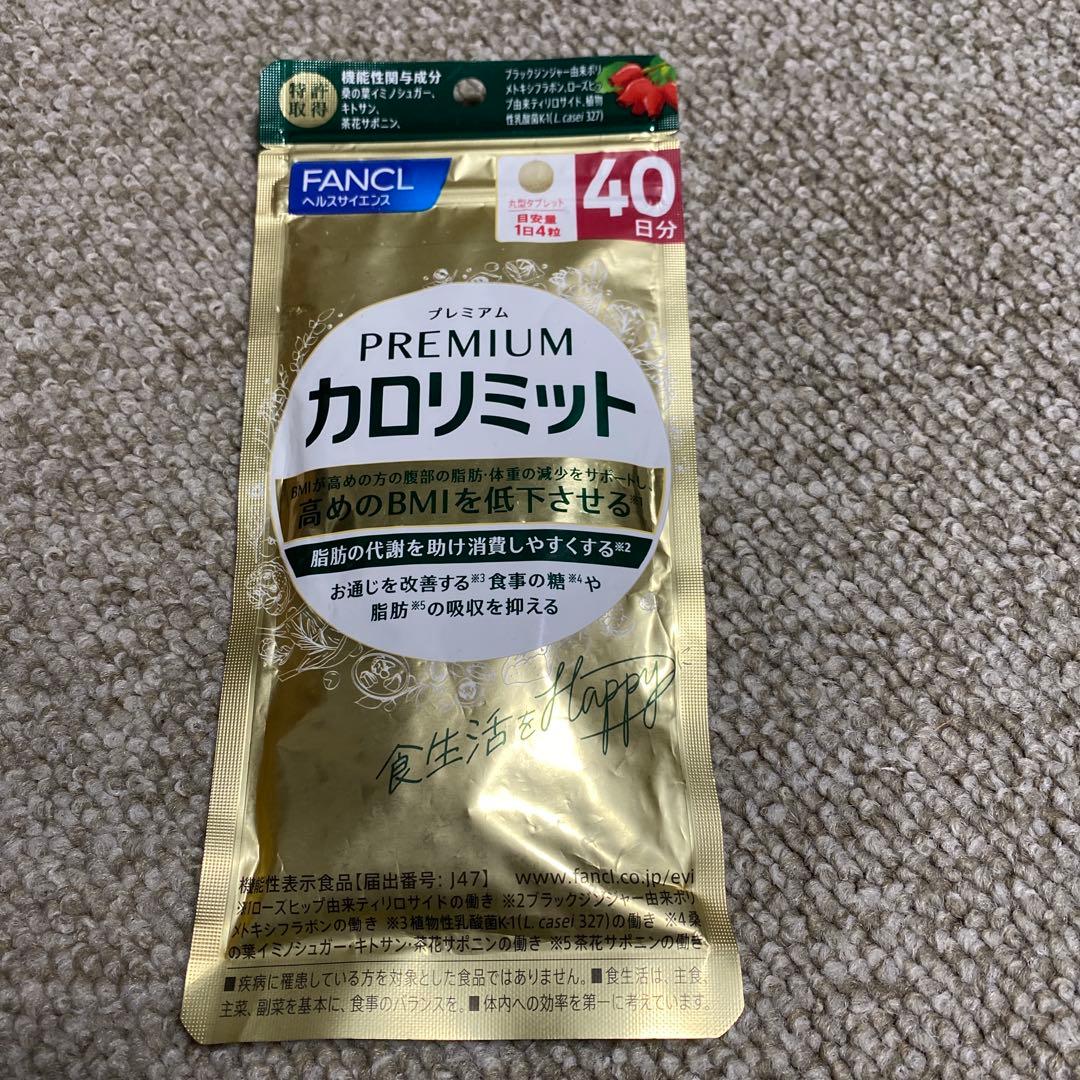 特許
取得
機能性関与成分
桑の葉イミノシュガー、
キトサン、
茶花サポニン、
ブラックジンジャー由来ポリ
メトキシフラボン、ローズヒッ
プ由来ティリロサイド、植物
性乳酸菌K-1(L. casei 327)
FANCL
ヘルスサイエンス
丸型タブレット
目安量
1日4粒
40
日分
プレミアム
PREMIUM
カロリミット
BMIが高めの方の腹部の脂肪・体重の減少をサポートし、
高めのBMIを低下させる※1
脂肪の代謝を助け消費しやすくする※2
お通じを改善する※3 食事の糖※4や
脂肪※5の吸収を抑える
食生活をHappy
機能性表示食品【届出番号: J47】 www.fancl.co.jp/evi
※1ローズヒップ由来ティリロサイドの働き ※2ブラックジンジャー由来ポリ
メトキシフラボンの働き ※3植物性乳酸菌K-1(L. casei 327)の働き ※4桑
の葉イミノシュガー・キトサン・茶花サポニンの働き ※5茶花サポニンの働き
■疾病に罹患している方を対象とした食品ではありません。■食生活は、主食、
主菜、副菜を基本に、食事のバランスを。■体内への効率を第一に考えています。